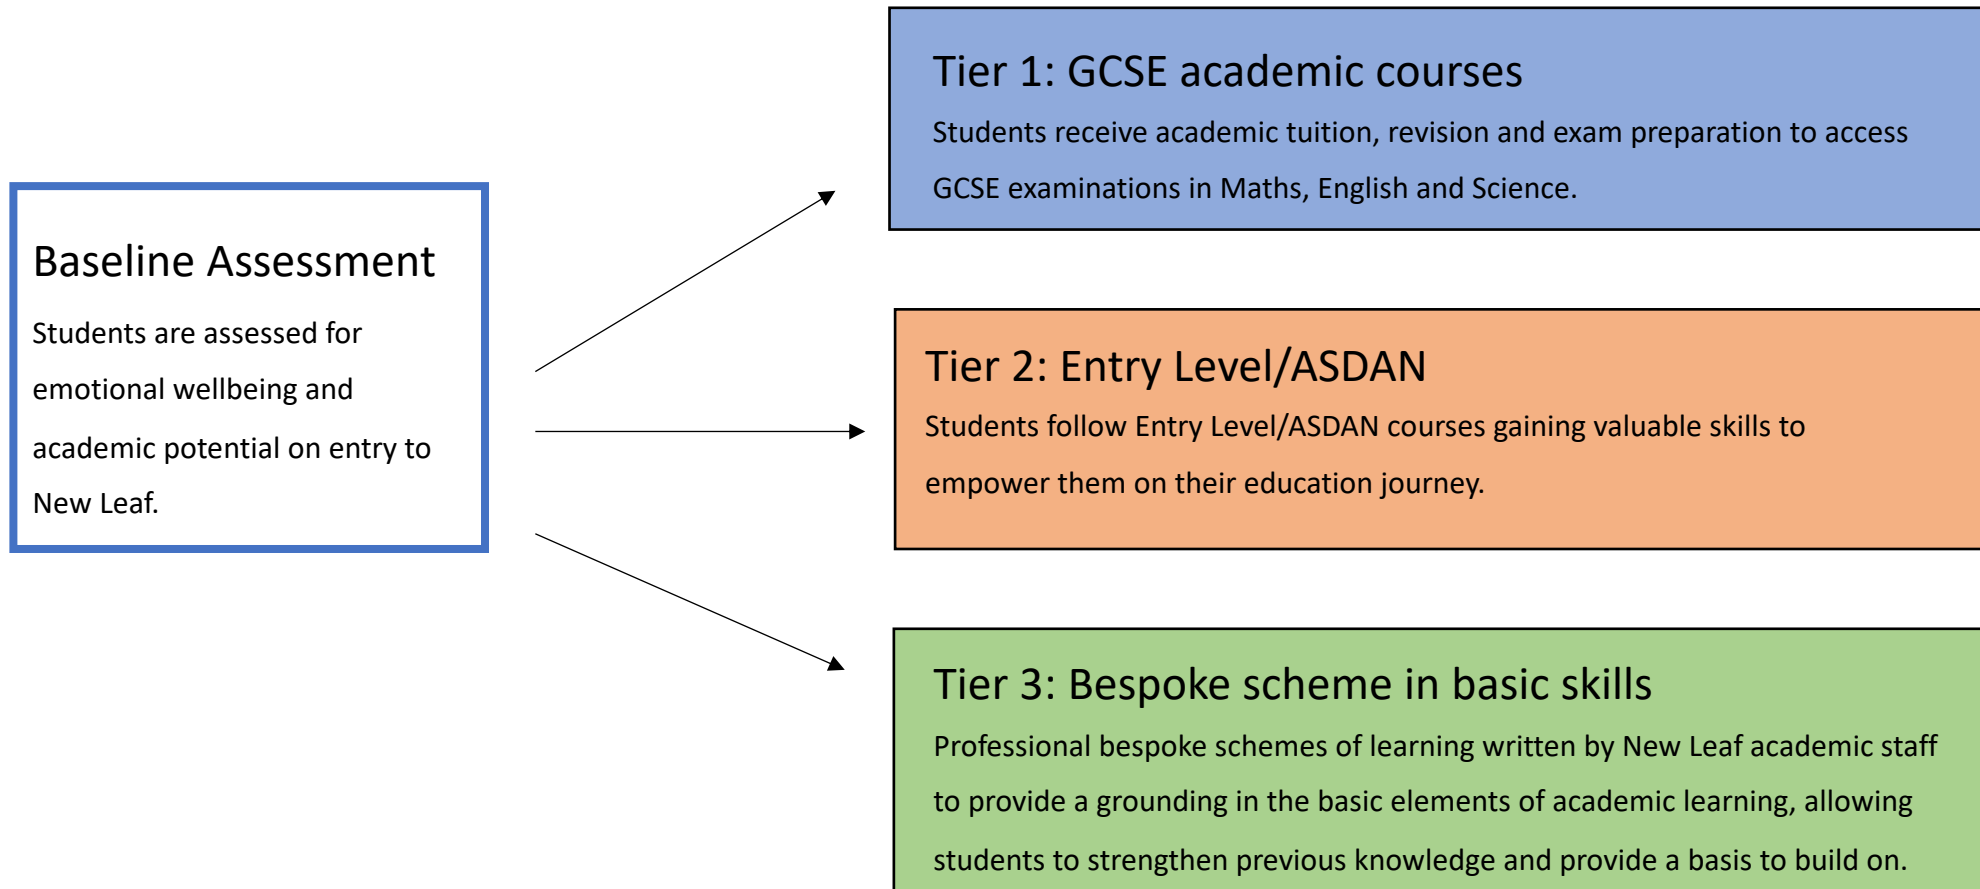 Baseline Assessment
Students are assessed for
emotional wellbeing and
academic potential on entry to
New Leaf.
Tier 1: GCSE academic courses
Students receive academic tuition, revision and exam preparation to access
GCSE examinations in Maths, English and Science.
Tier 2: Entry Level/ASDAN
Students follow Entry Level/ASDAN courses gaining valuable skills to
empower them on their education journey.
Tier 3: Bespoke scheme in basic skills
Professional bespoke schemes of learning written by New Leaf academic staff
to provide a grounding in the basic elements of academic learning, allowing
students to strengthen previous knowledge and provide a basis to build on.